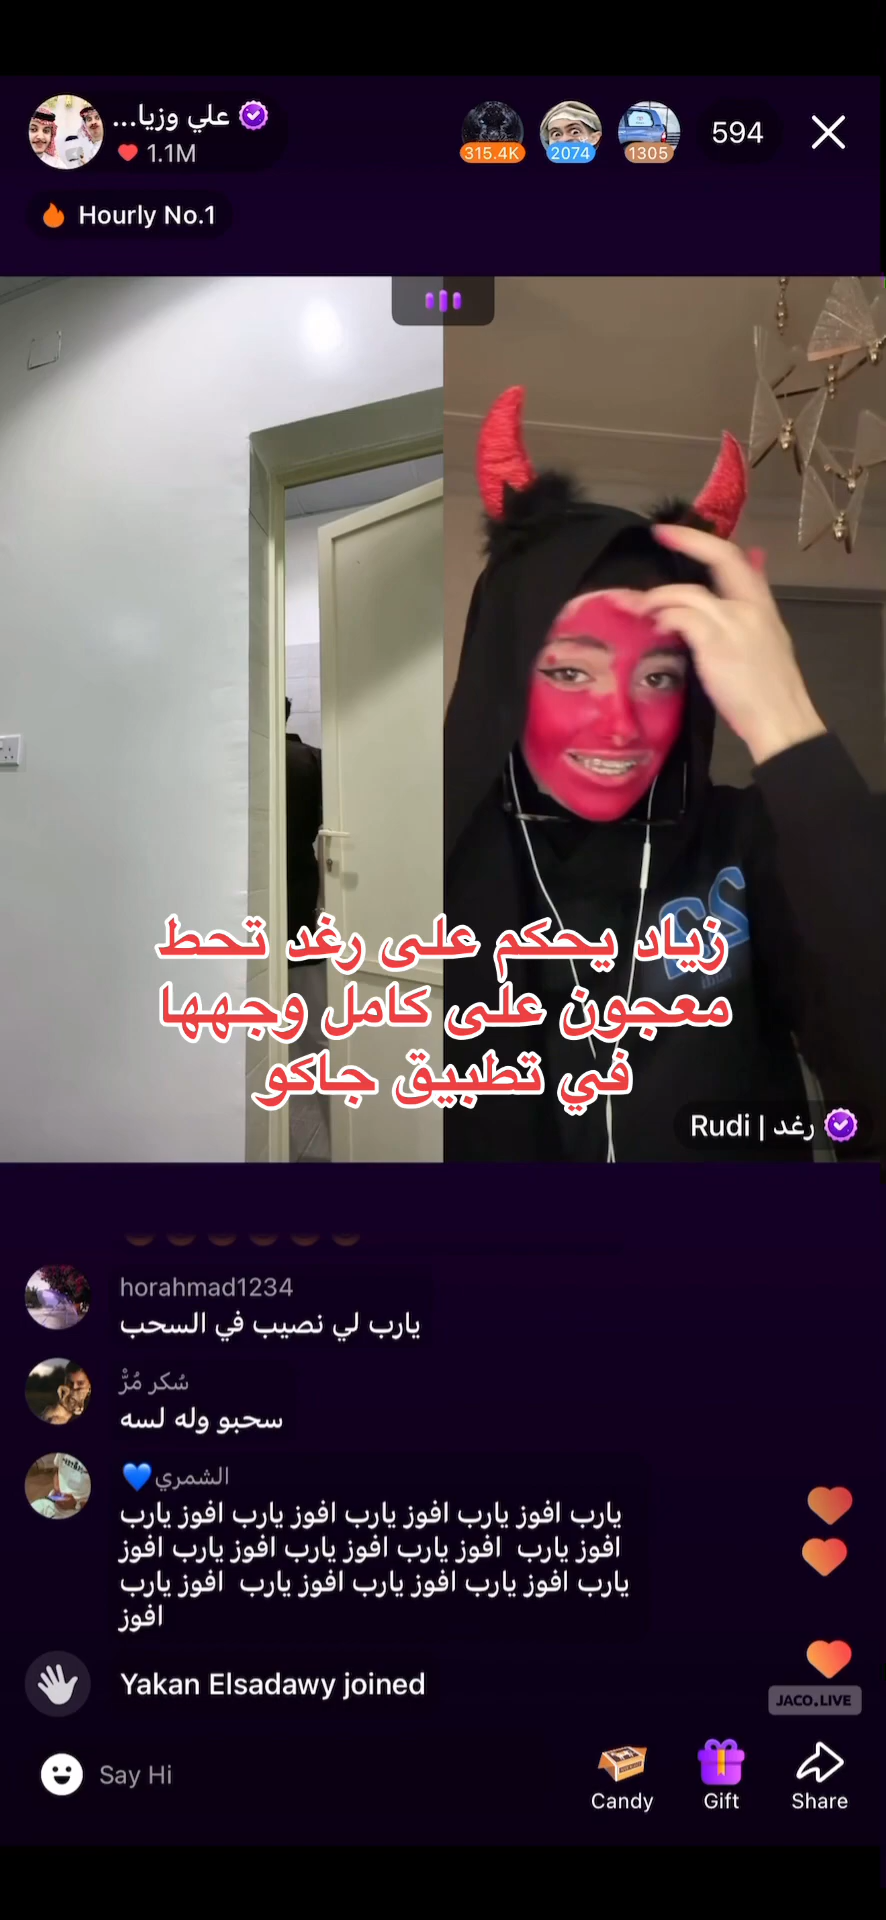 علي وزيا...
1.1M
315.4K
2074
1305
594
Hourly No.1
22
زياد يحكم على رغد تحط
معجون على كامل وجهها
في تطبيق جاكو
Rudi | رغد
horahmad1234
يارب لي نصيب في السحب
سُكر مُرّْ
سحبو وله لسه
الشمري💙
يارب افوز يارب افوز يارب افوز يارب افوز يارب
افوز يارب افوز يارب افوز يارب افوز يارب افوز
يارب افوز يارب افوز يارب افوز يارب افوز يارب
افوز
Yakan Elsadawy joined
JACO.LIVE
Say Hi
Candy
Gift
Share